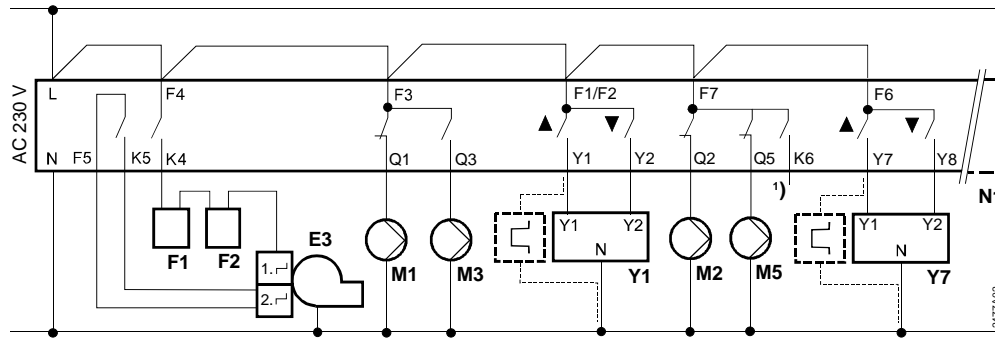 AC 230 V
L F4 F3 F1/F2 F7 F6
▲ ▼ ▲ ▼
N F5 K5 K4 Q1 Q3 Y1 Y2 Q2 Q5 K6 Y7 Y8
¹) N1
Y1 Y2 Y1 Y2
E3
N N
F1 F2 M1 M3 Y1 M2 M5 Y7
1.
2.